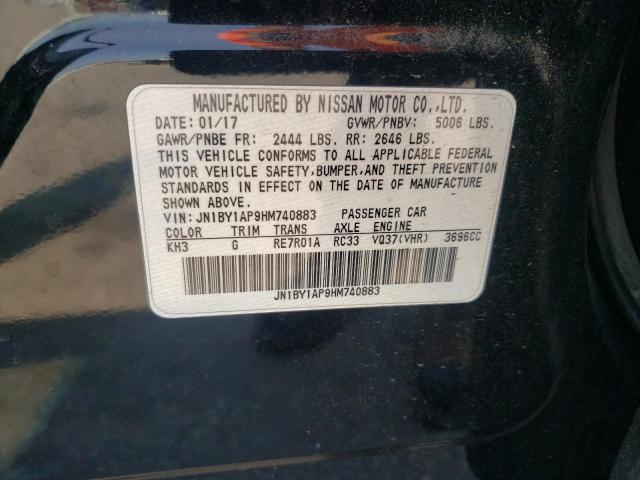 MANUFACTURED BY NISSAN MOTOR CO.,LTD.
DATE: 01/17 GVWR/PNBV: 5006 LBS.
GAWR/PNBE FR: 2444 LBS. RR: 2646 LBS.
THIS VEHICLE CONFORMS TO ALL APPLICABLE FEDERAL
MOTOR VEHICLE SAFETY,BUMPER,AND THEFT PREVENTION
STANDARDS IN EFFECT ON THE DATE OF MANUFACTURE
SHOWN ABOVE.
VIN: JN1BY1AP9HM740883 PASSENGER CAR
COLOR TRIM TRANS AXLE ENGINE
KH3 G RE7R01A RC33 VQ37(VHR) 3696CC
JN1BY1AP9HM740883